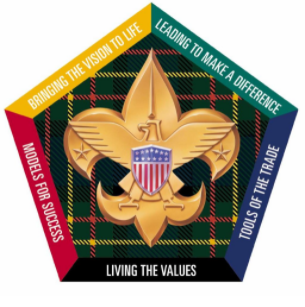 BRINGING THE VISION TO LIFE
LEADING TO MAKE A DIFFERENCE
MODELS FOR SUCCESS
TOOLS OF THE TRADE
LIVING THE VALUES